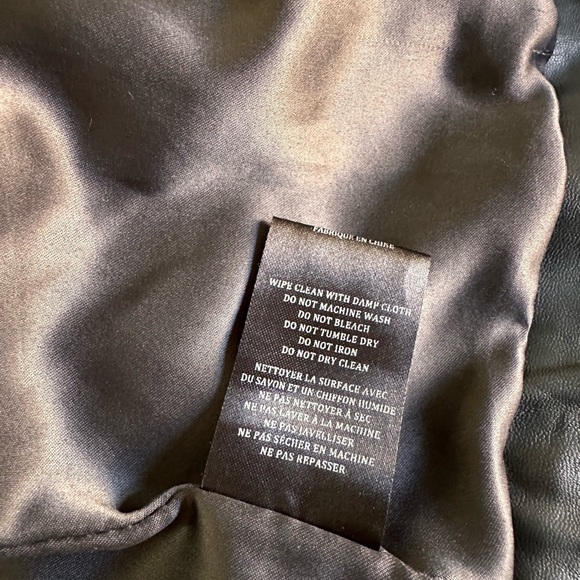 FABRIQUÉ EN CHINE
WIPE CLEAN WITH DAMP CLOTH
DO NOT MACHINE WASH
DO NOT BLEACH
DO NOT TUMBLE DRY
DO NOT IRON
DO NOT DRY CLEAN
NETTOYER LA SURFACE AVEC
DU SAVON ET UN CHIFFON HUMIDE
NE PAS NETTOYER À SEC
NE PAS LAVER À LA MACHINE
NE PAS JAVELLISER
NE PAS SÉCHER EN MACHINE
NE PAS REPASSER